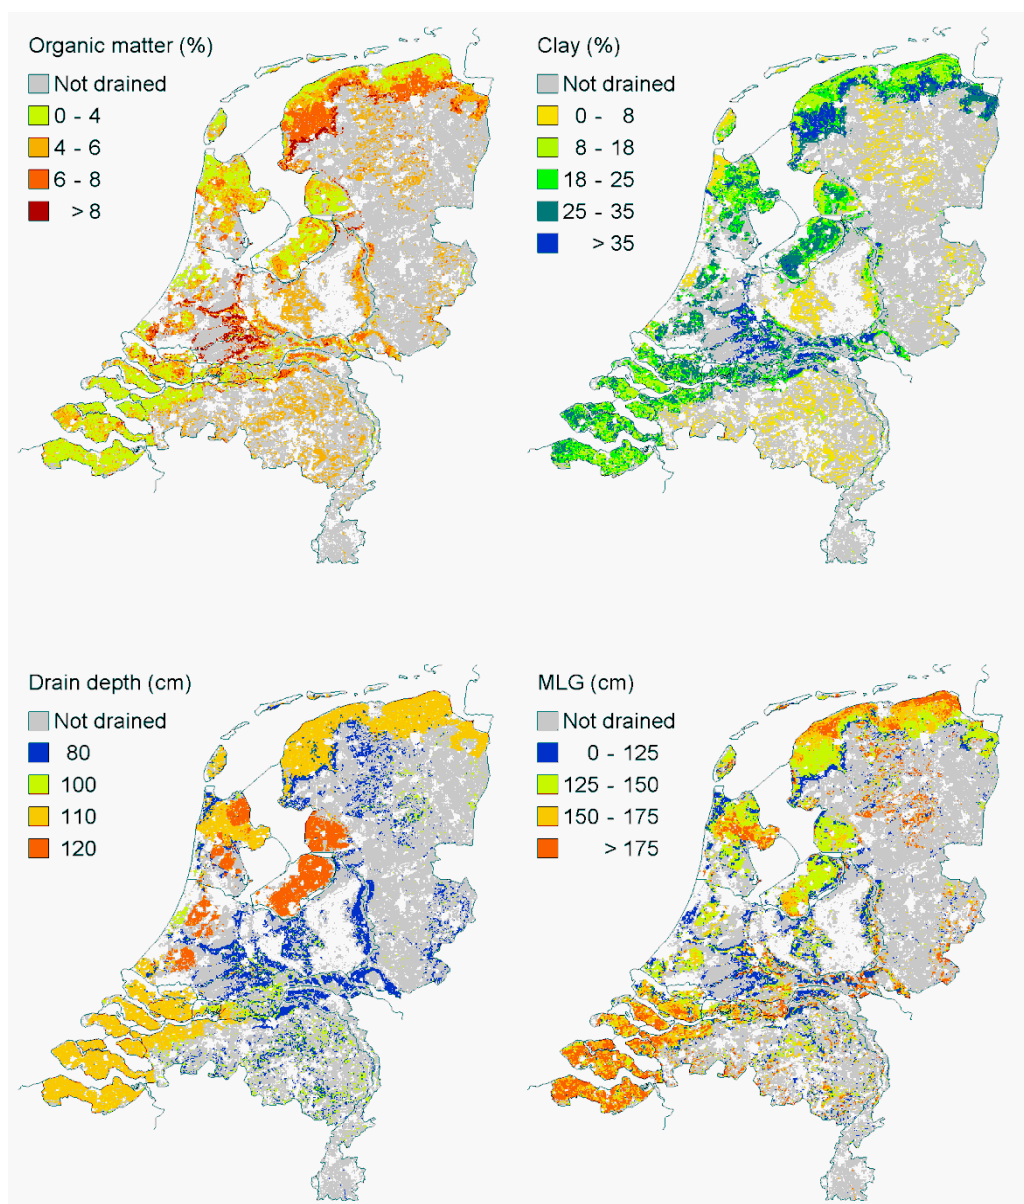 Organic matter (%)
Not drained
0 - 4
4 - 6
6 - 8
> 8
Clay (%)
Not drained
0 - 8
8 - 18
18 - 25
25 - 35
> 35
Drain depth (cm)
Not drained
80
100
110
120
MLG (cm)
Not drained
0 - 125
125 - 150
150 - 175
> 175